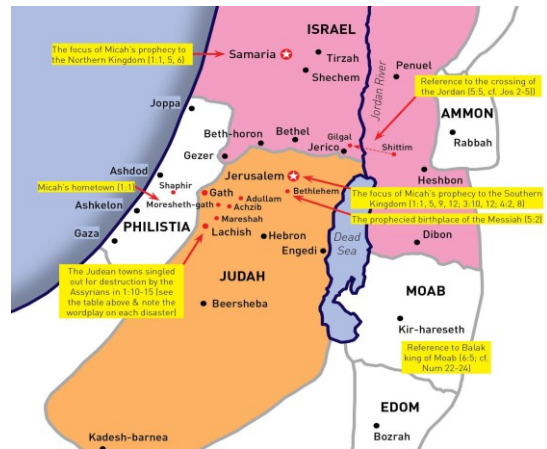 ISRAEL
The focus of Micah's prophecy to
the Northern Kingdom (1:1, 5, 6)
Samaria
Tirzah
Shechem
Penuel
Jordan River
Reference to the crossing of
the Jordan (5:5, cf. Jos 2-5))
Joppa
AMMON
Rabbah
Beth-horon
Bethel
Gilgal
Jerico
Shittim
Gezer
Heshbon
Ashdod
Jerusalem
Micah's hometown (1:1)
Shaphir
Gath
Adullam
Bethlehem
The focus of Micah's prophecy to the Southern
Kingdom (1:1, 5, 9, 12; 3:10, 12; 4:2, 8)
Moresheth-gath
Achzib
Ashkelon
Mareshah
The prophecied birthplace of the Messiah (5:2)
PHILISTIA
Lachish
Gaza
Hebron
Dead
Sea
Dibon
Engedi
The Judean towns singled
out for destruction by the
Assyrians in 1:10-15 (see
the table above & note the
wordplay on each disaster)
JUDAH
MOAB
Beersheba
Kir-hareseth
Reference to Balak
king of Moab (6:5; cf.
Num 22-24)
EDOM
Bozrah
Kadesh-barnea